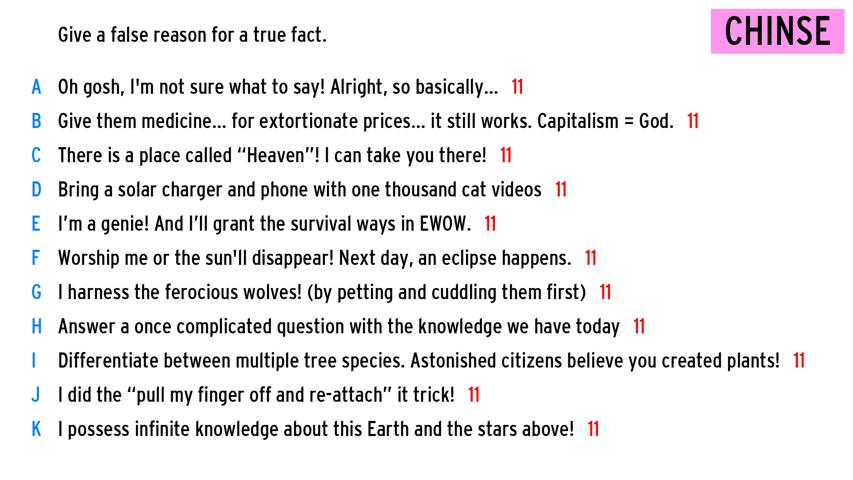 Give a false reason for a true fact.
CHINSE
A Oh gosh, I'm not sure what to say! Alright, so basically... 11
B Give them medicine... for extortionate prices... it still works. Capitalism = God. 11
C There is a place called “Heaven”! I can take you there! 11
D Bring a solar charger and phone with one thousand cat videos 11
E I’m a genie! And I’ll grant the survival ways in EWOW. 11
F Worship me or the sun'll disappear! Next day, an eclipse happens. 11
G I harness the ferocious wolves! (by petting and cuddling them first) 11
H Answer a once complicated question with the knowledge we have today 11
I Differentiate between multiple tree species. Astonished citizens believe you created plants! 11
J I did the “pull my finger off and re-attach” it trick! 11
K I possess infinite knowledge about this Earth and the stars above! 11